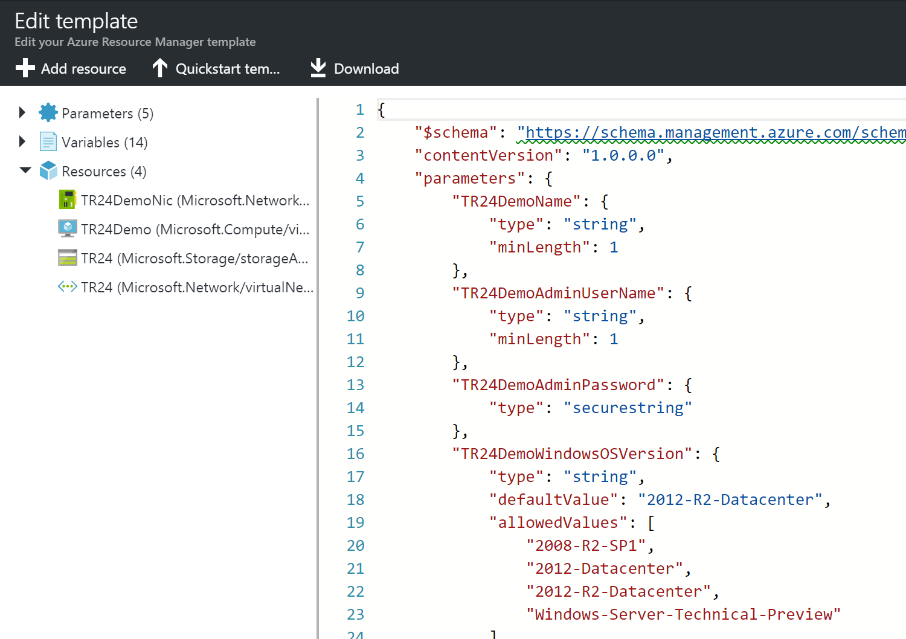 Edit template
Edit your Azure Resource Manager template
Add resource
Quickstart tem...
Download
Parameters (5)
Variables (14)
Resources (4)
TR24DemoNic (Microsoft.Network...
TR24Demo (Microsoft.Compute/vi...
TR24 (Microsoft.Storage/storageA...
TR24 (Microsoft.Network/virtualNe...
1 {
2 "$schema": "https://schema.management.azure.com/schem
3 "contentVersion": "1.0.0.0",
4 "parameters": {
5 "TR24DemoName": {
6 "type": "string",
7 "minLength": 1
8 },
9 "TR24DemoAdminUserName": {
10 "type": "string",
11 "minLength": 1
12 },
13 "TR24DemoAdminPassword": {
14 "type": "securestring"
15 },
16 "TR24DemoWindowsOSVersion": {
17 "type": "string",
18 "defaultValue": "2012-R2-Datacenter",
19 "allowedValues": [
20 "2008-R2-SP1",
21 "2012-Datacenter",
22 "2012-R2-Datacenter",
23 "Windows-Server-Technical-Preview"
24 ]